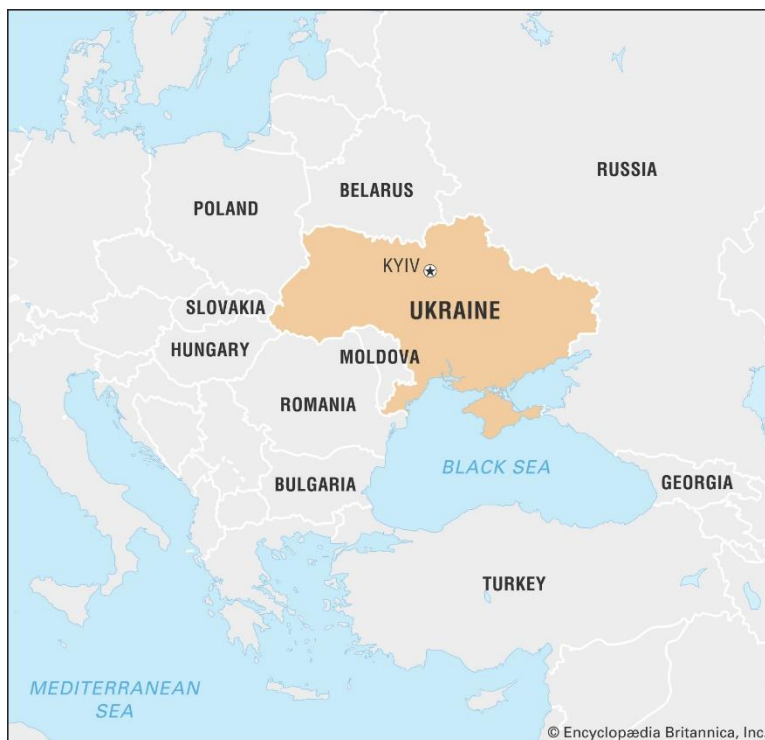 RUSSIA
BELARUS
POLAND
KYIV
UKRAINE
SLOVAKIA
HUNGARY
MOLDOVA
ROMANIA
BLACK SEA
BULGARIA
GEORGIA
TURKEY
MEDITERRANEAN
SEA
© Encyclopædia Britannica, Inc.